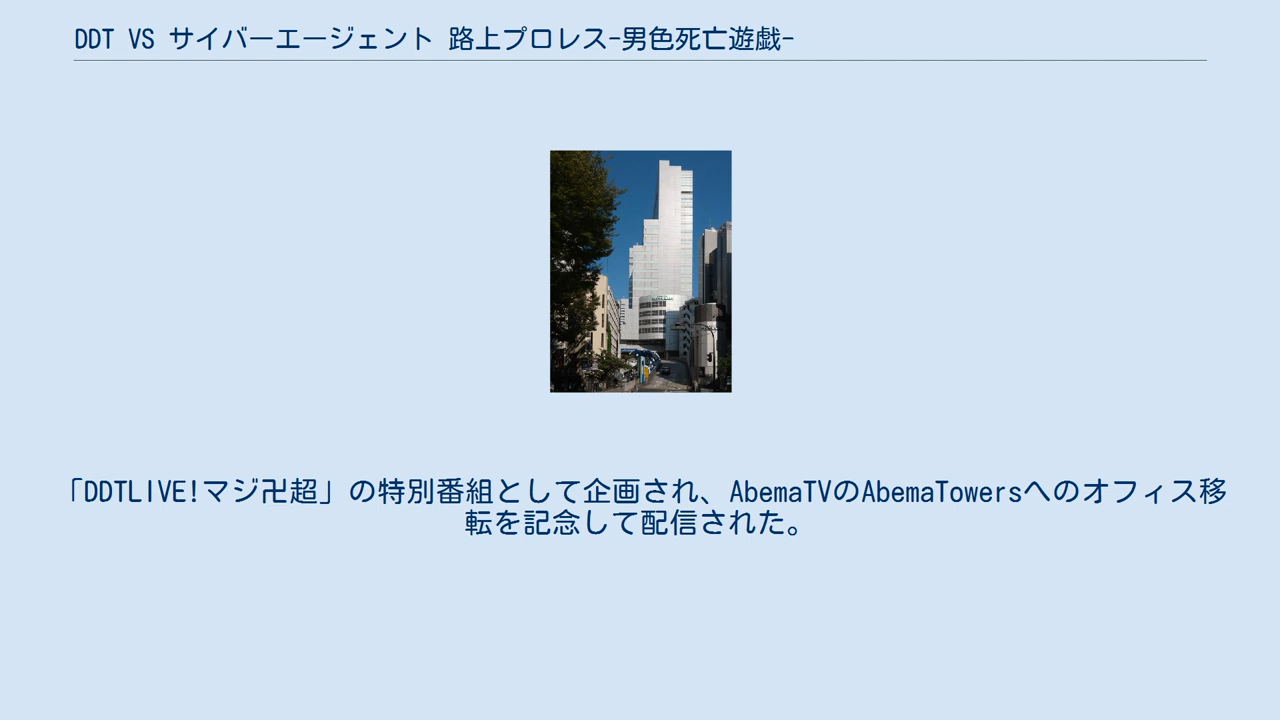 DDT VS サイバーエージェント 路上プロレス-男色死亡遊戯-
「DDTLIVE!マジ卍超」の特別番組として企画され、AbemaTVのAbemaTowersへのオフィス移
転を記念して配信された。